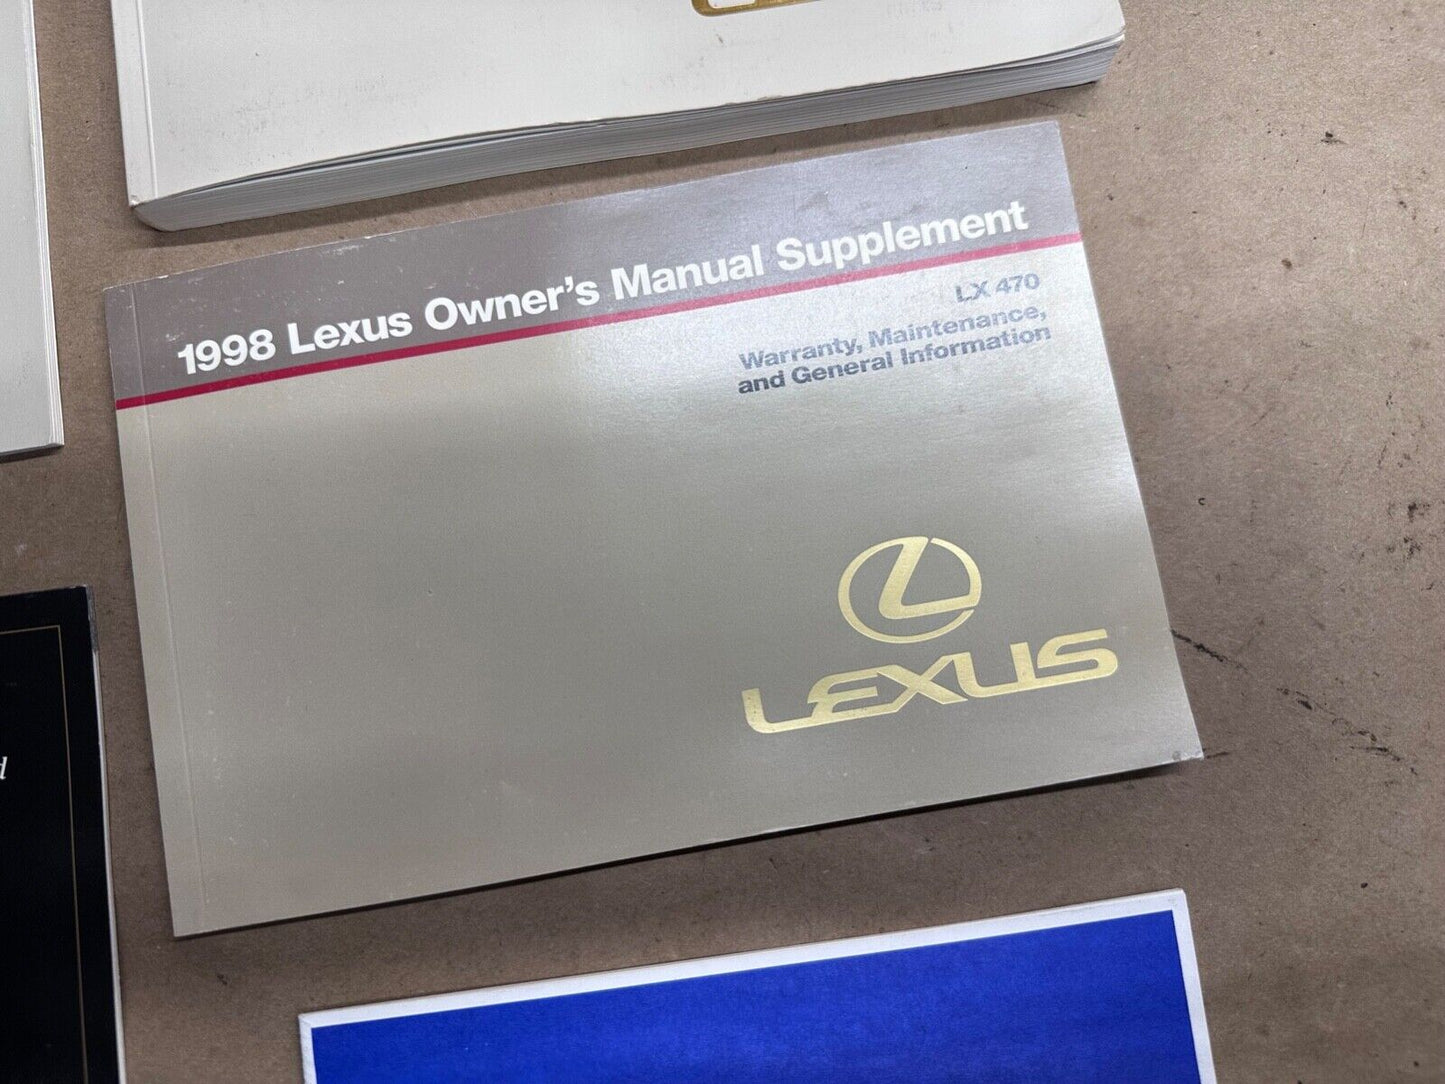 1998 Lexus Owner's Manual Supplement
LX 470
Warranty, Maintenance,
and General Information
LEXUS
d